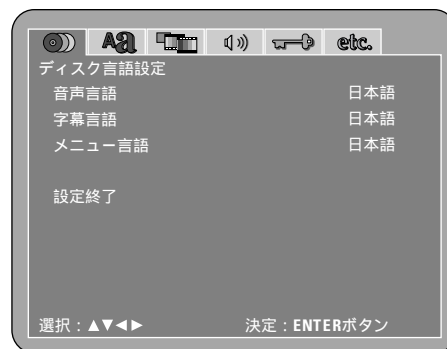 Aあ etc.
ディスク言語設定
音声言語 日本語
字幕言語 日本語
メニュー言語 日本語
設定終了
選択：▲▼◀▶ 決定：ENTERボタン